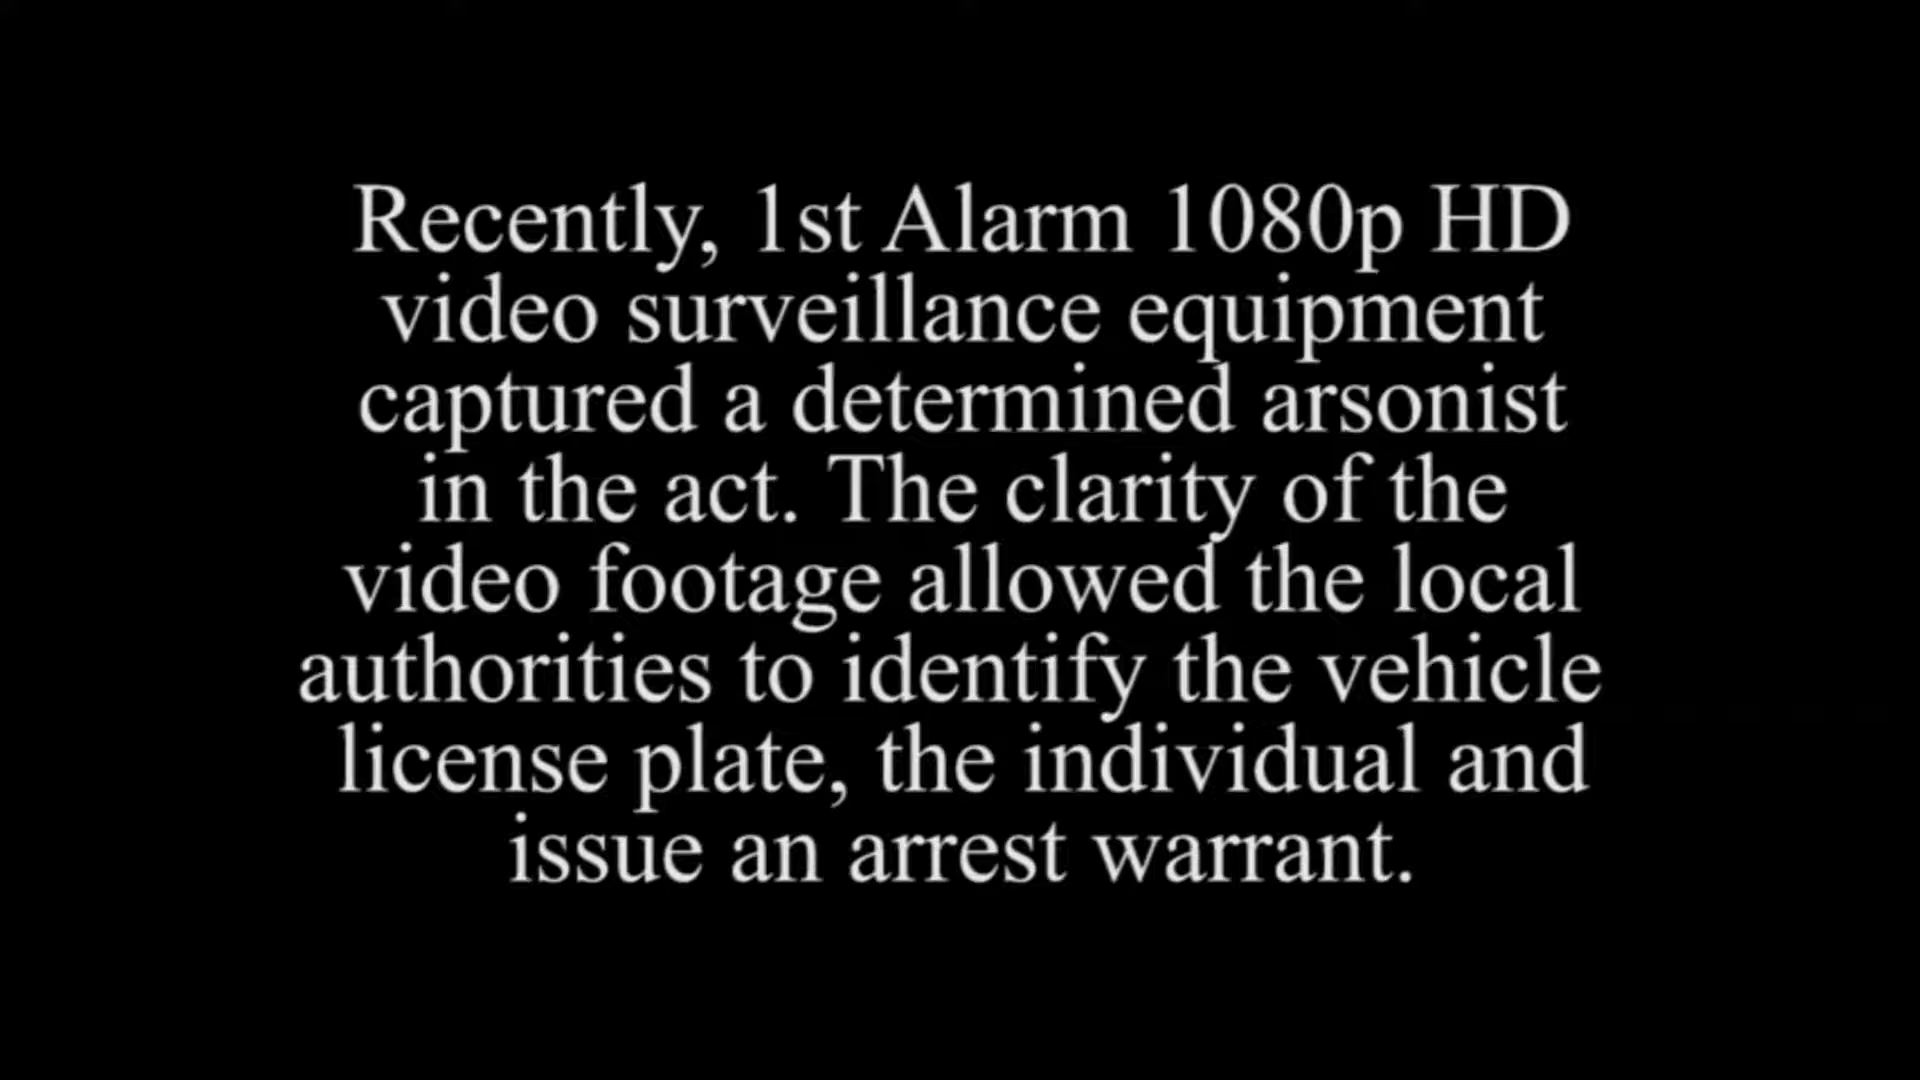 Recently, 1st Alarm 1080p HD
video surveillance equipment
captured a determined arsonist
in the act. The clarity of the
video footage allowed the local
authorities to identify the vehicle
license plate, the individual and
issue an arrest warrant.